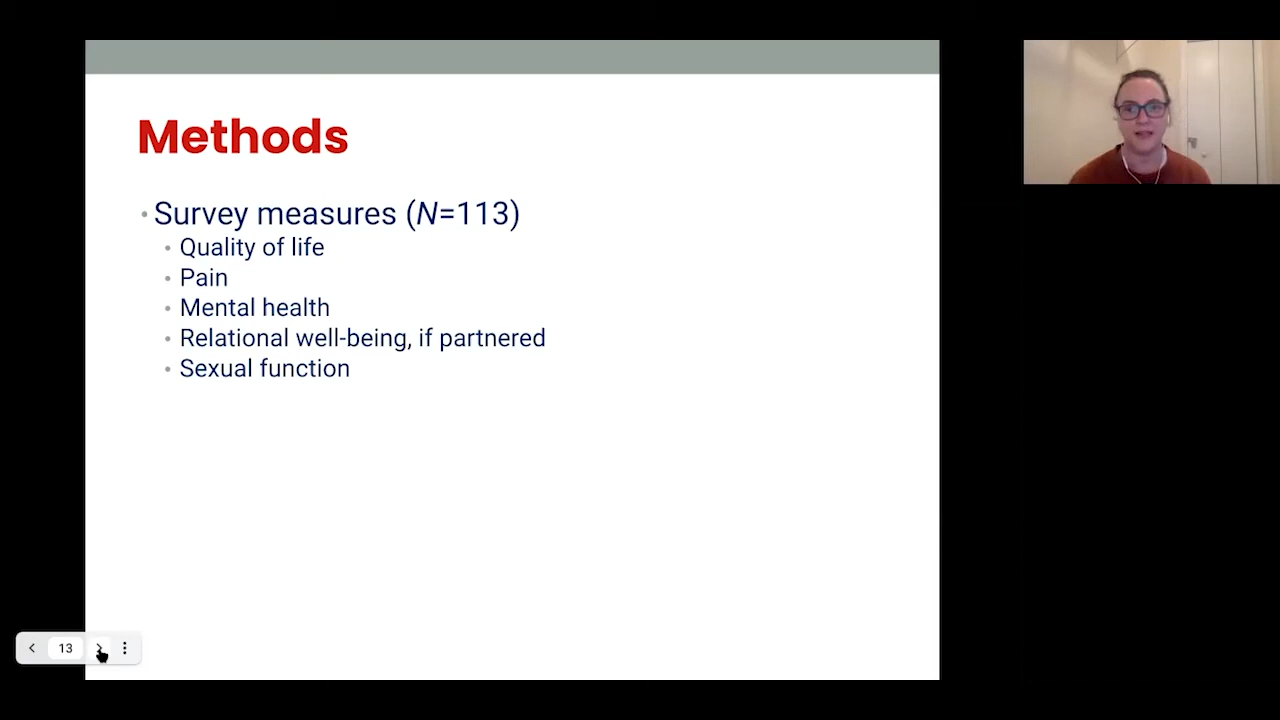 Methods
• Survey measures (N=113)
• Quality of life
• Pain
• Mental health
• Relational well-being, if partnered
• Sexual function
13